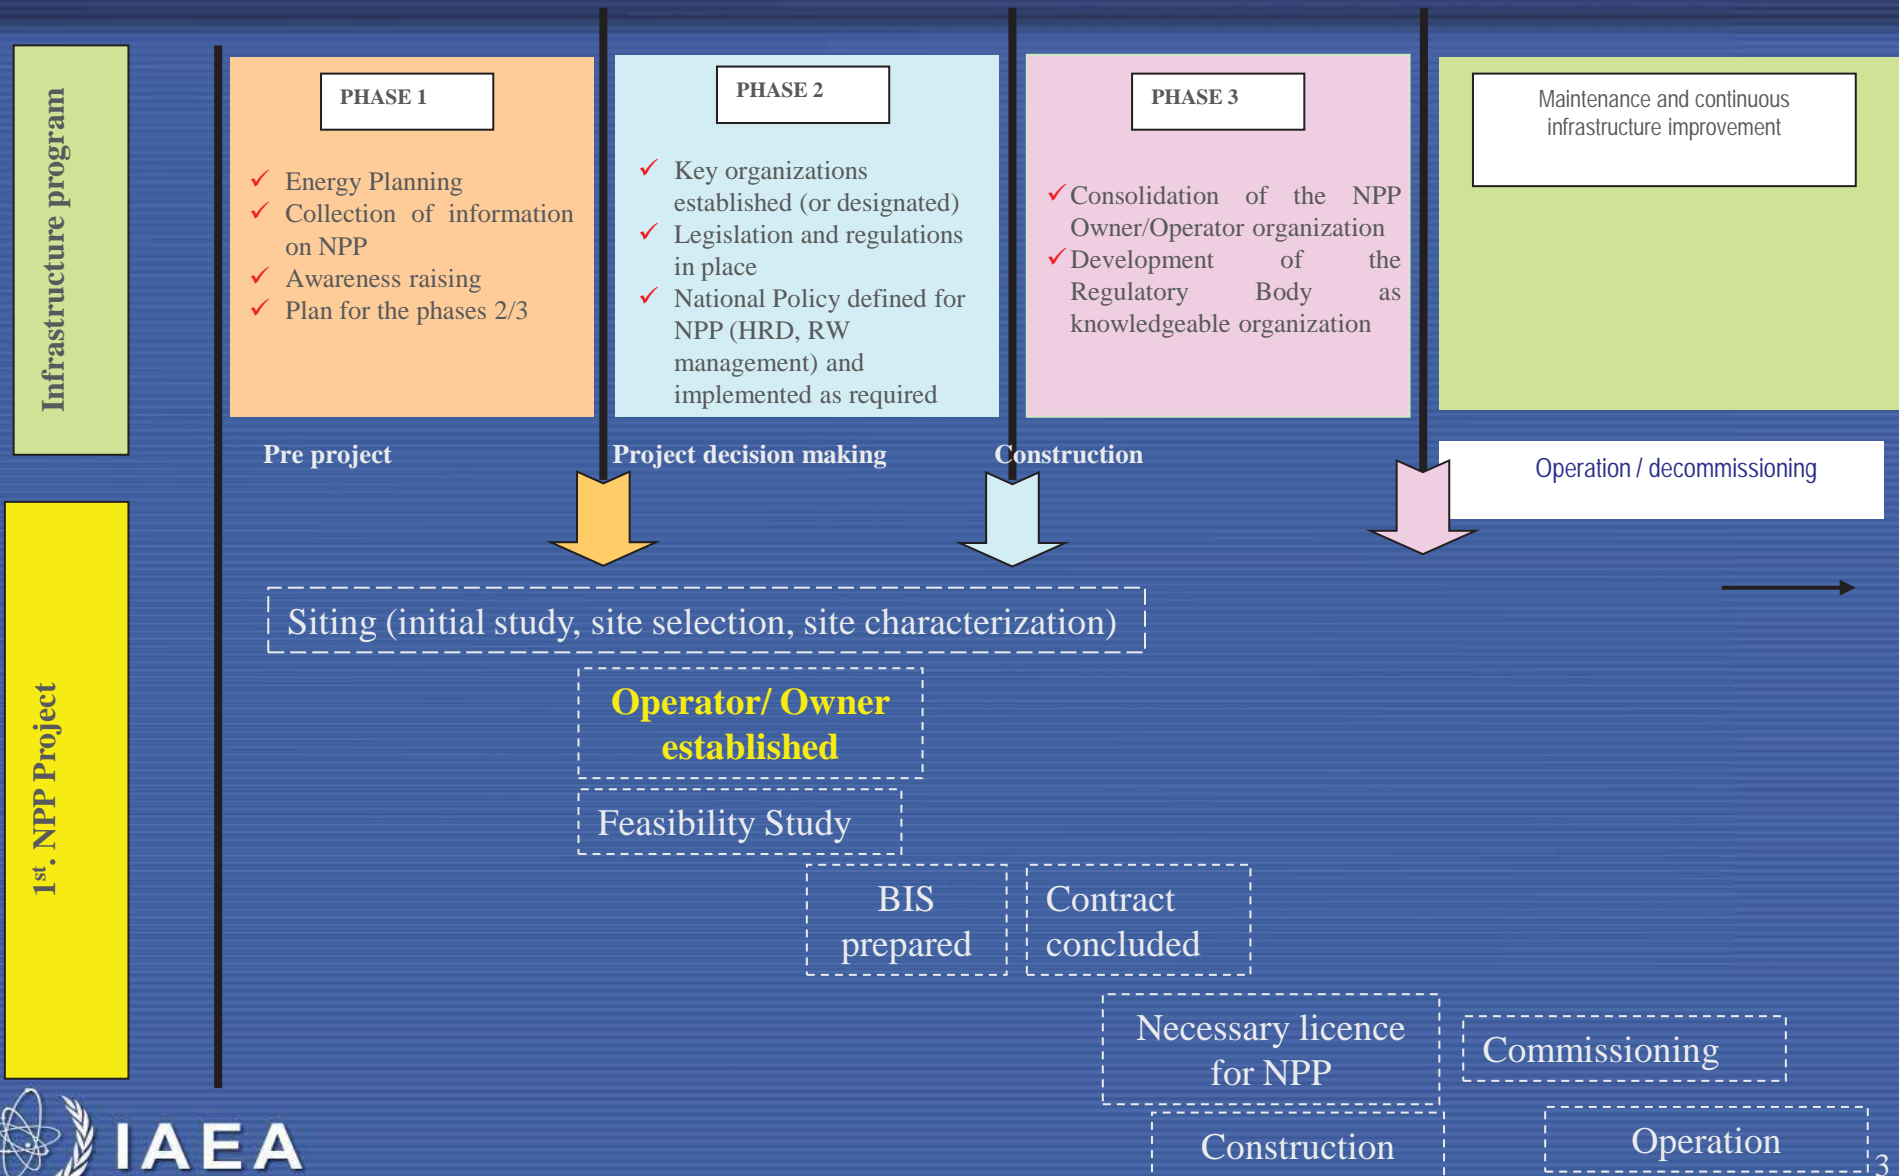 Infrastructure program
PHASE 1
✓ Energy Planning
✓ Collection of information
on NPP
✓ Awareness raising
✓ Plan for the phases 2/3
PHASE 2
✓ Key organizations
established (or designated)
✓ Legislation and regulations
in place
✓ National Policy defined for
NPP (HRD, RW
management) and
implemented as required
PHASE 3
✓ Consolidation of the NPP
Owner/Operator organization
✓ Development of the
Regulatory Body as
knowledgeable organization
Maintenance and continuous
infrastructure improvement
Pre project
Project decision making
Construction
Operation / decommissioning
1st. NPP Project
Siting (initial study, site selection, site characterization)
Operator/ Owner
established
Feasibility Study
BIS
prepared
Contract
concluded
Necessary licence
for NPP
Commissioning
Construction
Operation
IAEA
3